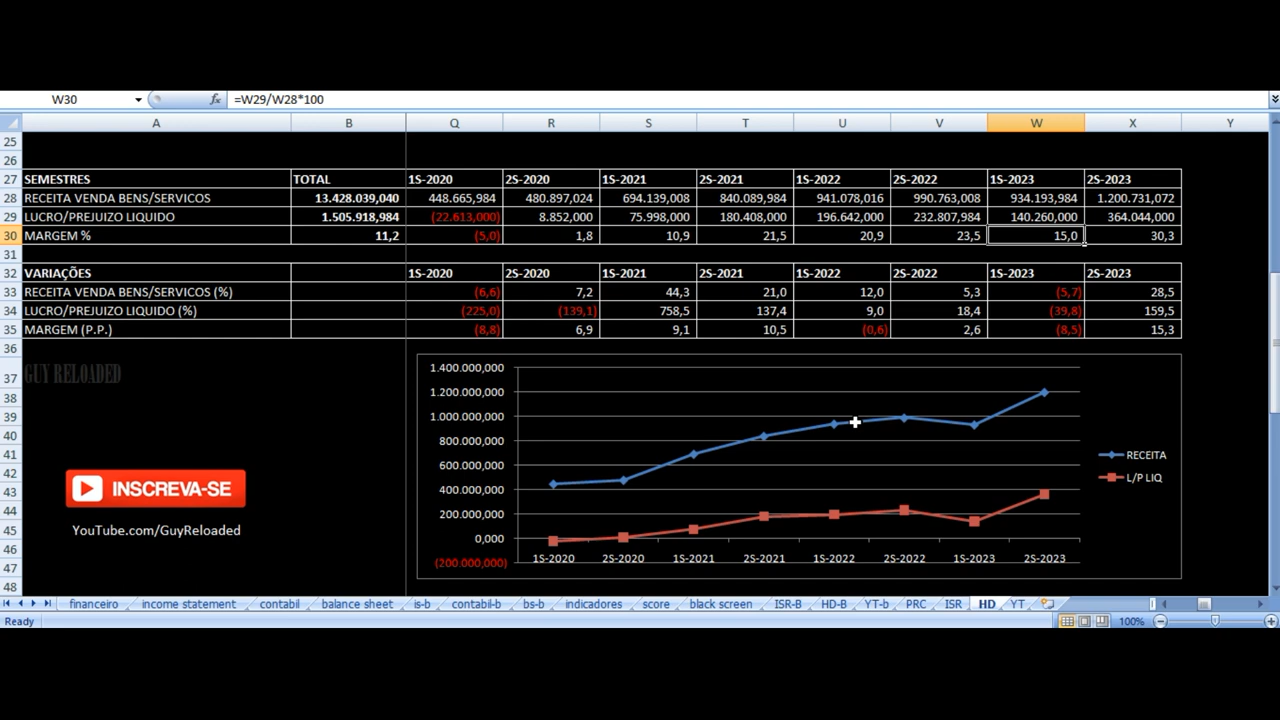 W30 fx =W29/W28*100
A B Q R S T U V W X Y
25
26
27 SEMESTRES TOTAL 1S-2020 2S-2020 1S-2021 2S-2021 1S-2022 2S-2022 1S-2023 2S-2023
28 RECEITA VENDA BENS/SERVICOS 13.428.039,040 448.665,984 480.897,024 694.139,008 840.089,984 941.078,016 990.763,008 934.193,984 1.200.731,072
29 LUCRO/PREJUIZO LIQUIDO 1.505.918,984 (22.613,000) 8.852,000 75.998,000 180.408,000 196.642,000 232.807,984 140.260,000 364.044,000
30 MARGEM % 11,2 (5,0) 1,8 10,9 21,5 20,9 23,5 15,0 30,3
31
32 VARIAÇÕES 1S-2020 2S-2020 1S-2021 2S-2021 1S-2022 2S-2022 1S-2023 2S-2023
33 RECEITA VENDA BENS/SERVICOS (%) (6,6) 7,2 44,3 21,0 12,0 5,3 (5,7) 28,5
34 LUCRO/PREJUIZO LIQUIDO (%) (225,0) (139,1) 758,5 137,4 9,0 18,4 (39,8) 159,5
35 MARGEM (P.P.) (8,8) 6,9 9,1 10,5 (0,6) 2,6 (8,5) 15,3
36
37 GUY RELOADED
38
39
40
41
42
43
44
45
46
47
48
1.400.000,000
1.200.000,000
1.000.000,000
800.000,000
600.000,000
400.000,000
200.000,000
0,000
(200.000,000)
1S-2020 2S-2020 1S-2021 2S-2021 1S-2022 2S-2022 1S-2023 2S-2023
RECEITA
L/P LIQ
INSCREVA-SE
YouTube.com/GuyReloaded
financeiro income statement contabil balance sheet is-b contabil-b bs-b indicadores score black screen ISR-B HD-B YT-b PRC ISR HD YT
Ready 100%